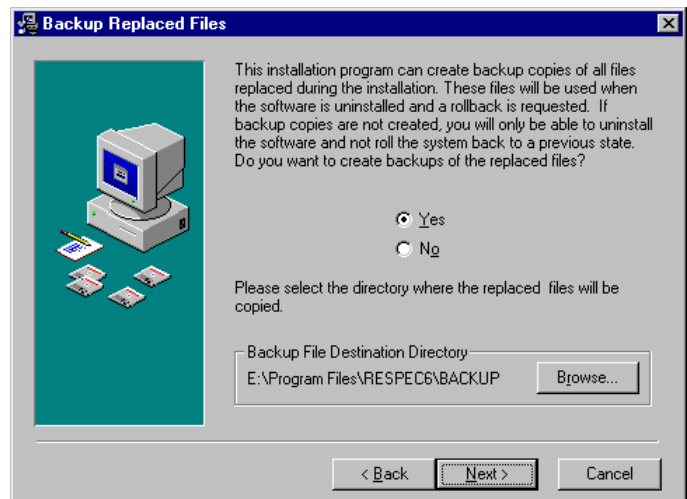 Backup Replaced Files
This installation program can create backup copies of all files
replaced during the installation. These files will be used when
the software is uninstalled and a rollback is requested. If
backup copies are not created, you will only be able to uninstall
the software and not roll the system back to a previous state.
Do you want to create backups of the replaced files?
Yes
No
Please select the directory where the replaced files will be
copied.
Backup File Destination Directory
E:\Program Files\RESPEC6\BACKUP
Browse...
< Back
Next >
Cancel